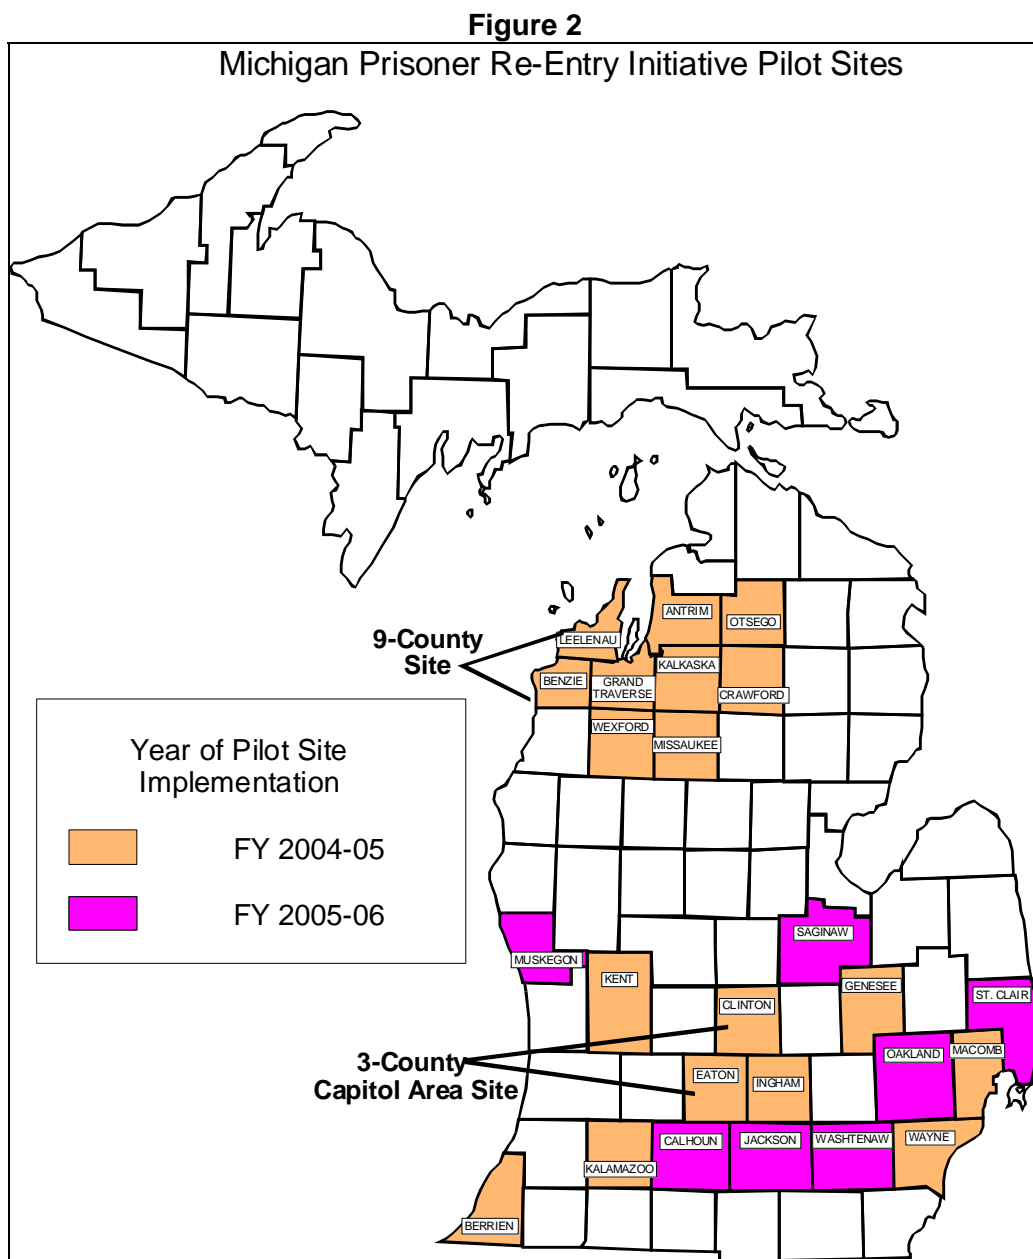 Figure 2
Michigan Prisoner Re-Entry Initiative Pilot Sites
ANTRIM
OTSEGO
9-County
Site
LEELENAU
KALKASKA
BENZIE
GRAND
TRAVERSE
CRAWFORD
WEXFORD
MISSAUKEE
Year of Pilot Site
Implementation
FY 2004-05
FY 2005-06
SAGINAW
MUSKEGON
KENT
GENESEE
ST. CLAIR
CLINTON
OAKLAND
MACOMB
3-County
Capitol Area Site
EATON
INGHAM
CALHOUN
JACKSON
WASHTENAW
WAYNE
KALAMAZOO
BERRIEN